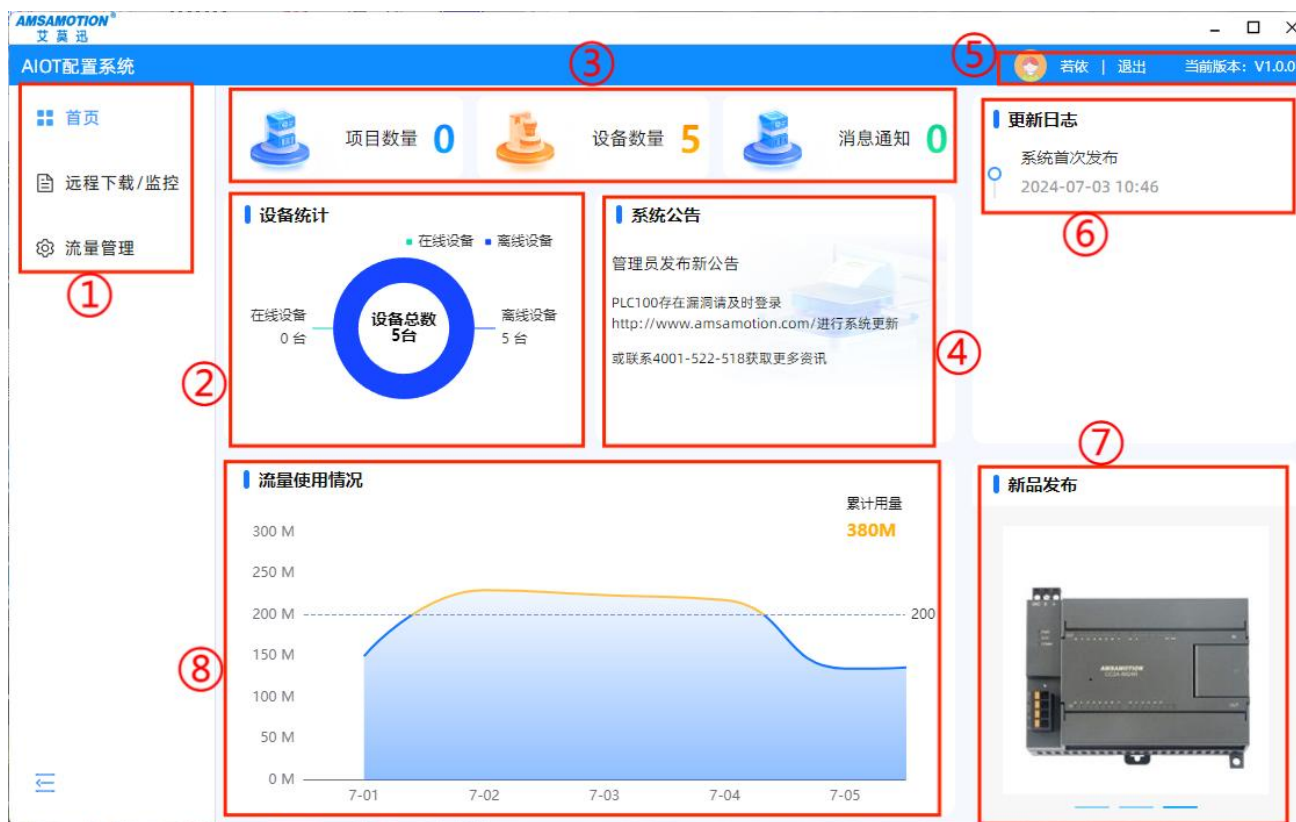 AMSAMOTION®
艾莫迅
AIOT配置系统
③
⑤
若依 | 退出 当前版本：V1.0.0
首页
远程下载/监控
流量管理
①
项目数量 0
设备数量 5
消息通知 0
更新日志
系统首次发布
2024-07-03 10:46
⑥
设备统计
在线设备 离线设备
在线设备
0 台
设备总数
5台
离线设备
5 台
②
系统公告
管理员发布新公告
PLC100存在漏洞请及时登录
http://www.amsamotion.com/进行系统更新
或联系4001-522-518获取更多资讯
④
⑦
流量使用情况
累计用量
380M
300 M
250 M
200 M
200
150 M
100 M
50 M
0 M
7-01 7-02 7-03 7-04 7-05
⑧
新品发布
AMSAMOTION